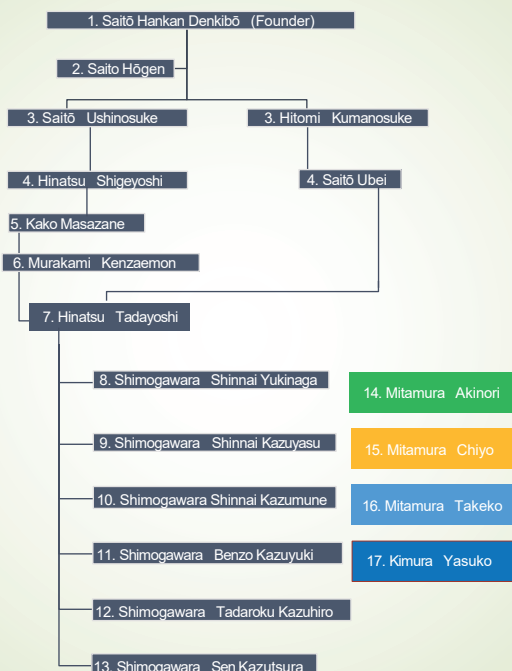 1. Saitō Hankan Denkibō (Founder)
2. Saito Hōgen
3. Saitō Ushinosuke
3. Hitomi Kumanosuke
4. Hinatsu Shigeyoshi
4. Saitō Ubei
5. Kako Masazane
6. Murakami Kenzaemon
7. Hinatsu Tadayoshi
8. Shimogawara Shinnai Yukinaga
9. Shimogawara Shinnai Kazuyasu
10. Shimogawara Shinnai Kazumune
11. Shimogawara Benzo Kazuyuki
12. Shimogawara Tadaroku Kazuhiro
13. Shimogawara Sen Kazutsura
14. Mitamura Akinori
15. Mitamura Chiyo
16. Mitamura Takeko
17. Kimura Yasuko